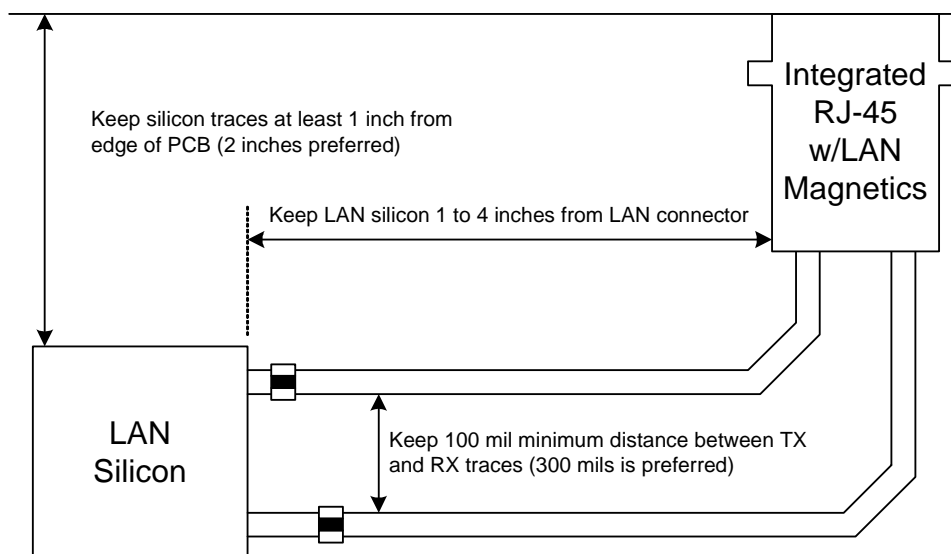 Keep silicon traces at least 1 inch from
edge of PCB (2 inches preferred)
Integrated
RJ-45
w/LAN
Magnetics
Keep LAN silicon 1 to 4 inches from LAN connector
LAN
Silicon
Keep 100 mil minimum distance between TX
and RX traces (300 mils is preferred)